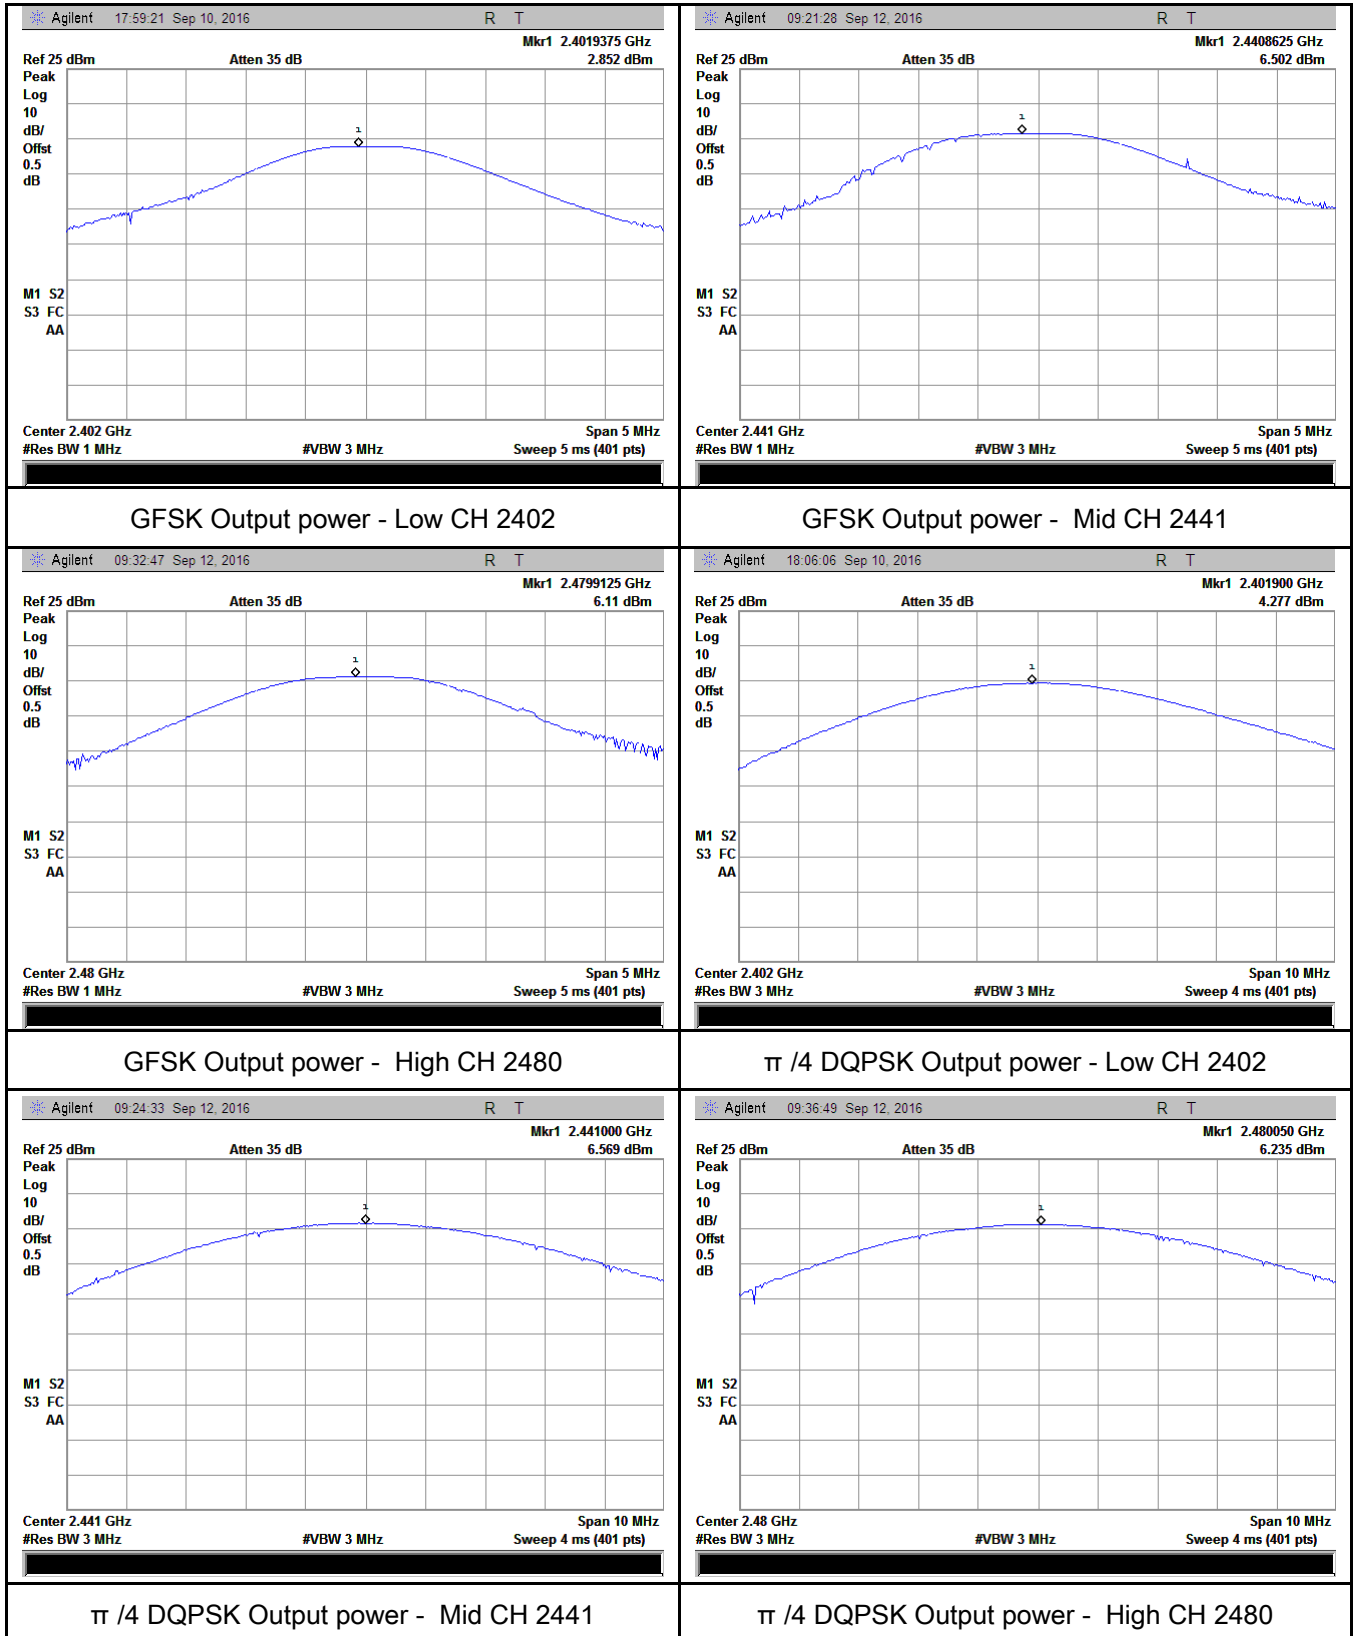 Agilent 17:59:21 Sep 10, 2016 R T
Mkr1 2.4019375 GHz
Ref 25 dBm Atten 35 dB 2.852 dBm
Peak
Log
10
dB/
Offst
0.5
dB
1
M1 S2
S3 FC
AA
Center 2.402 GHz Span 5 MHz
#Res BW 1 MHz #VBW 3 MHz Sweep 5 ms (401 pts)
GFSK Output power - Low CH 2402
Agilent 09:21:28 Sep 12, 2016 R T
Mkr1 2.4408625 GHz
Ref 25 dBm Atten 35 dB 6.502 dBm
Peak
Log
10
dB/
Offst
0.5
dB
1
M1 S2
S3 FC
AA
Center 2.441 GHz Span 5 MHz
#Res BW 1 MHz #VBW 3 MHz Sweep 5 ms (401 pts)
GFSK Output power - Mid CH 2441
Agilent 09:32:47 Sep 12, 2016 R T
Mkr1 2.4799125 GHz
Ref 25 dBm Atten 35 dB 6.11 dBm
Peak
Log
10
dB/
Offst
0.5
dB
1
M1 S2
S3 FC
AA
Center 2.48 GHz Span 5 MHz
#Res BW 1 MHz #VBW 3 MHz Sweep 5 ms (401 pts)
GFSK Output power - High CH 2480
Agilent 18:06:06 Sep 10, 2016 R T
Mkr1 2.401900 GHz
Ref 25 dBm Atten 35 dB 4.277 dBm
Peak
Log
10
dB/
Offst
0.5
dB
1
M1 S2
S3 FC
AA
Center 2.402 GHz Span 10 MHz
#Res BW 3 MHz #VBW 3 MHz Sweep 4 ms (401 pts)
π /4 DQPSK Output power - Low CH 2402
Agilent 09:24:33 Sep 12, 2016 R T
Mkr1 2.441000 GHz
Ref 25 dBm Atten 35 dB 6.569 dBm
Peak
Log
10
dB/
Offst
0.5
dB
1
M1 S2
S3 FC
AA
Center 2.441 GHz Span 10 MHz
#Res BW 3 MHz #VBW 3 MHz Sweep 4 ms (401 pts)
π /4 DQPSK Output power - Mid CH 2441
Agilent 09:36:49 Sep 12, 2016 R T
Mkr1 2.480050 GHz
Ref 25 dBm Atten 35 dB 6.235 dBm
Peak
Log
10
dB/
Offst
0.5
dB
1
M1 S2
S3 FC
AA
Center 2.48 GHz Span 10 MHz
#Res BW 3 MHz #VBW 3 MHz Sweep 4 ms (401 pts)
π /4 DQPSK Output power - High CH 2480